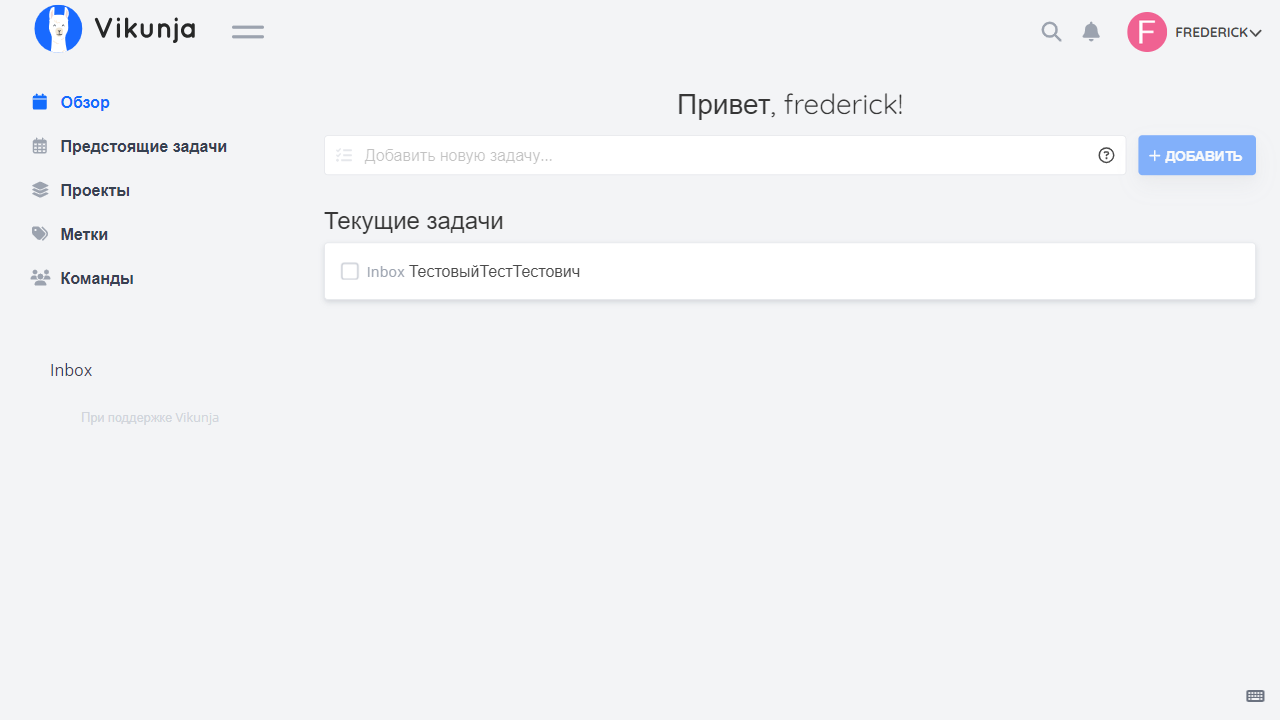 Vikunja
F FREDERICK
Обзор
Предстоящие задачи
Проекты
Метки
Команды
Inbox
При поддержке Vikunja
Привет, frederick!
Добавить новую задачу...
+ ДОБАВИТЬ
Текущие задачи
Inbox ТестовыйТестТестович